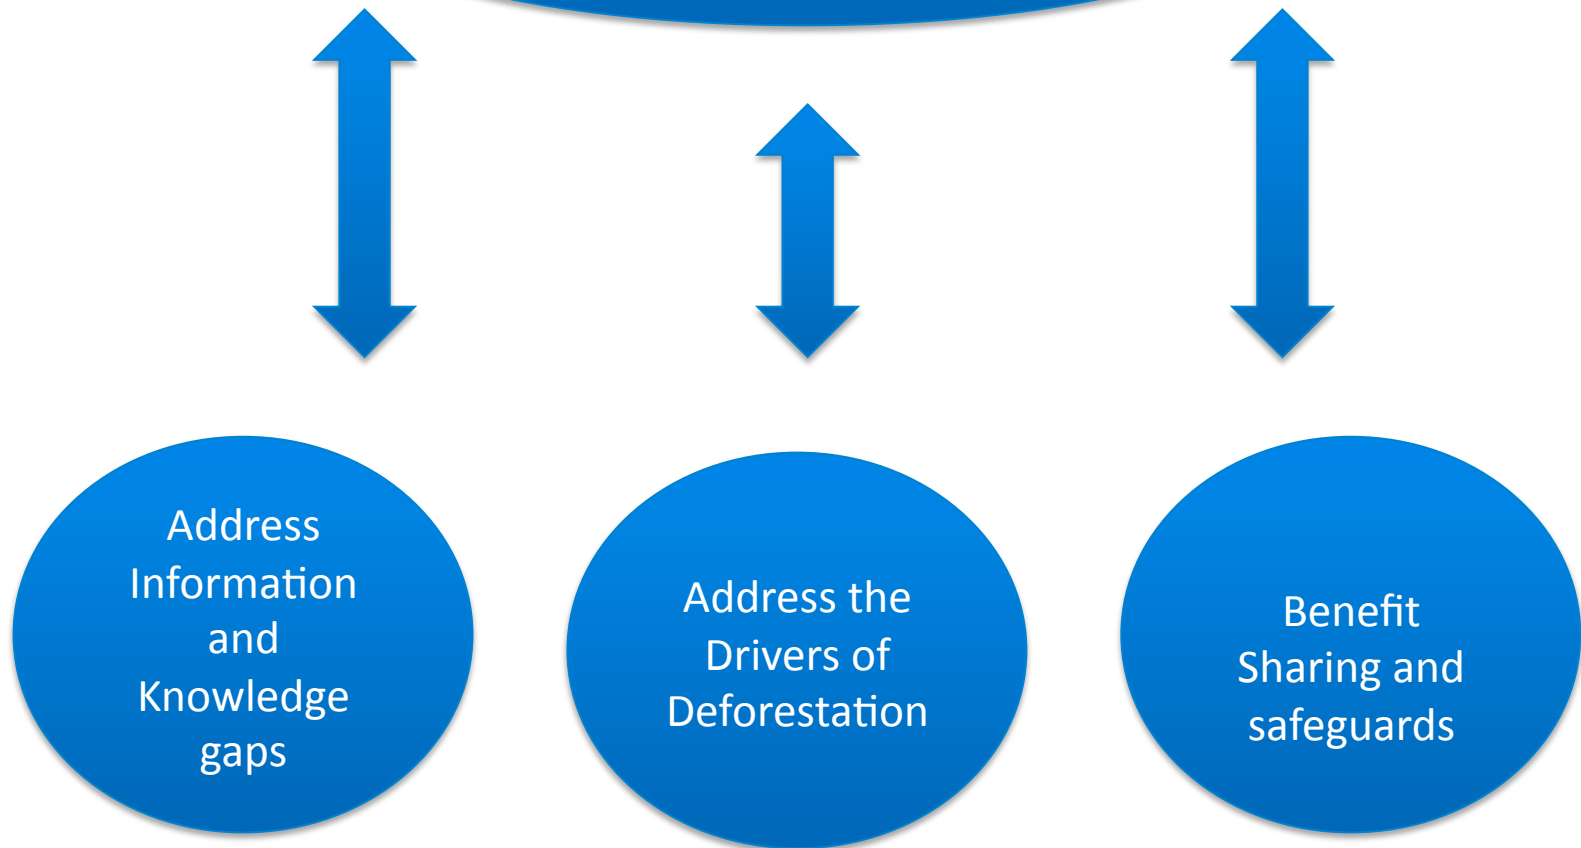 Address
Information
and
Knowledge
gaps
Address the
Drivers of
Deforestation
Benefit
Sharing and
safeguards